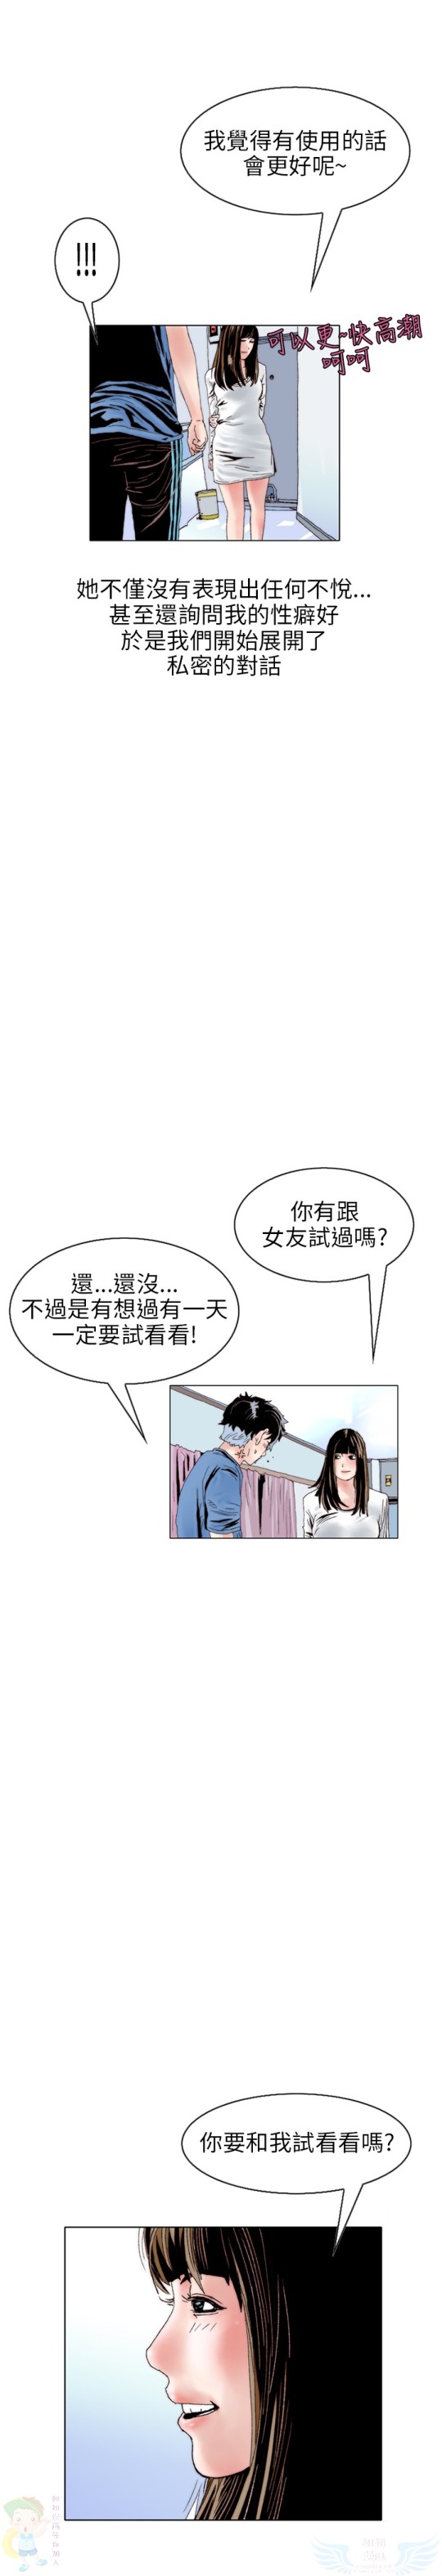 我覺得有使用的話
會更好呢~
!!!
可以更~快高潮
呵呵
她不僅沒有表現出任何不悅...
甚至還詢問我的性癖好
於是我們開始展開了
私密的對話
你有跟
女友試過嗎?
還...還沒...
不過是有想過有一天
一定要試看看!
你要和我試看看嗎?